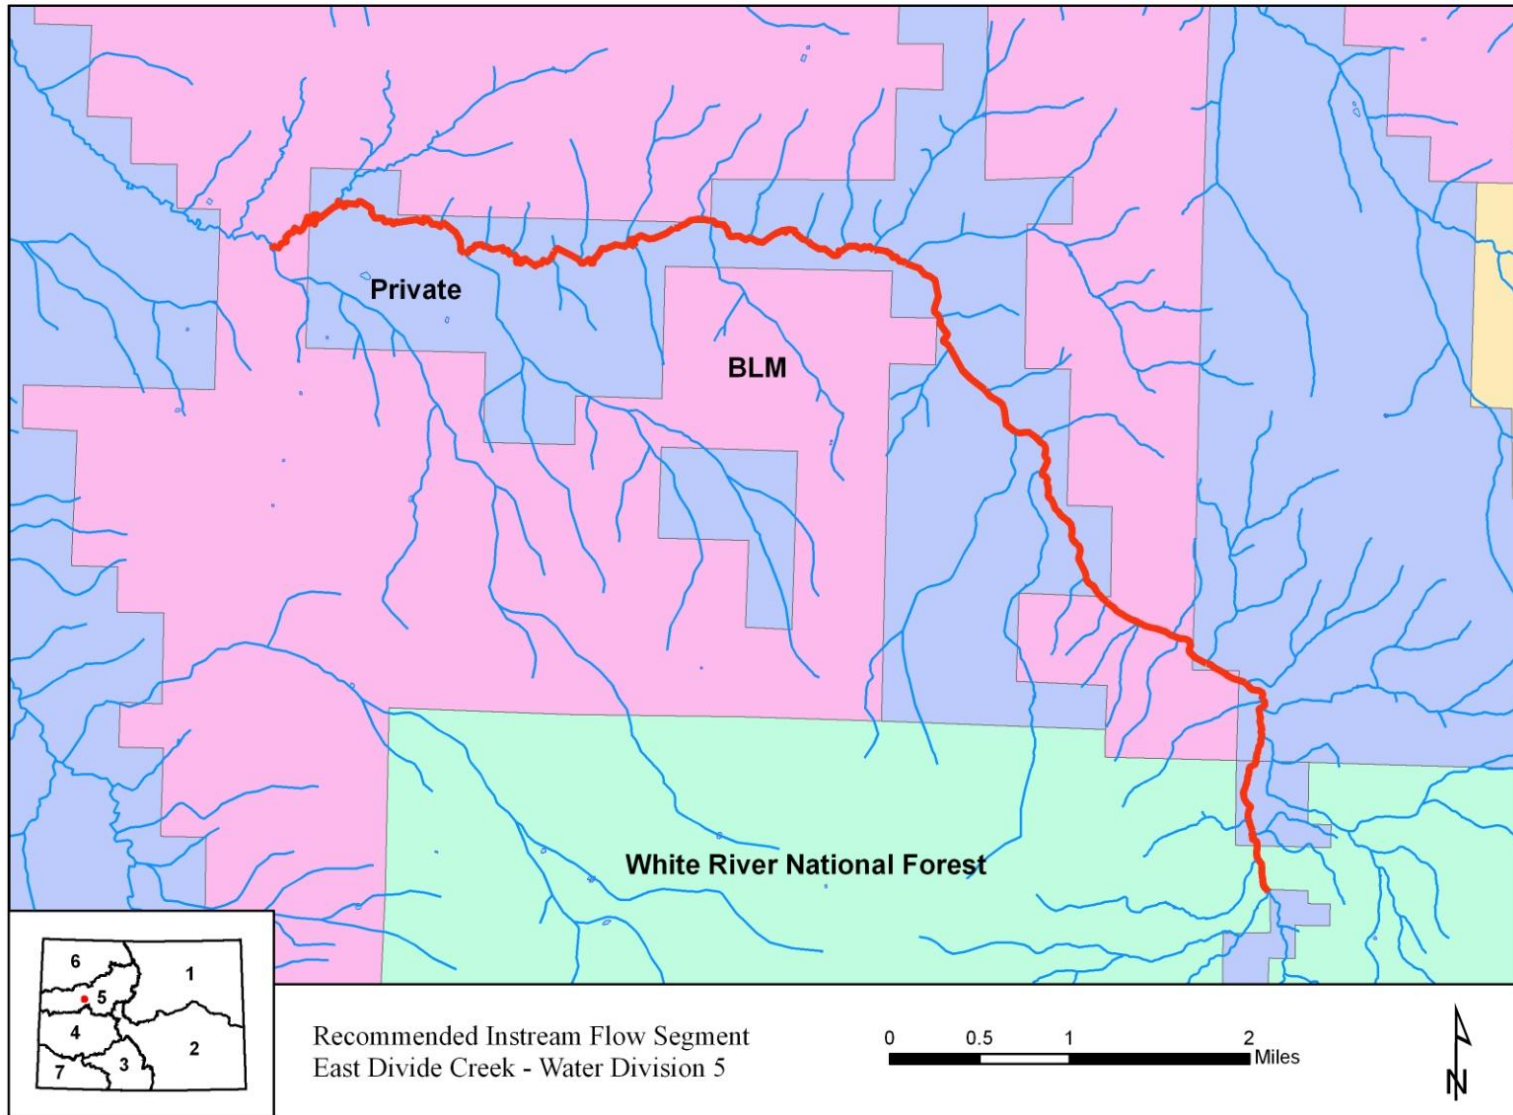 Private
BLM
White River National Forest
6
1
5
4
2
3
7
Recommended Instream Flow Segment
East Divide Creek - Water Division 5
0 0.5 1 2
Miles
N